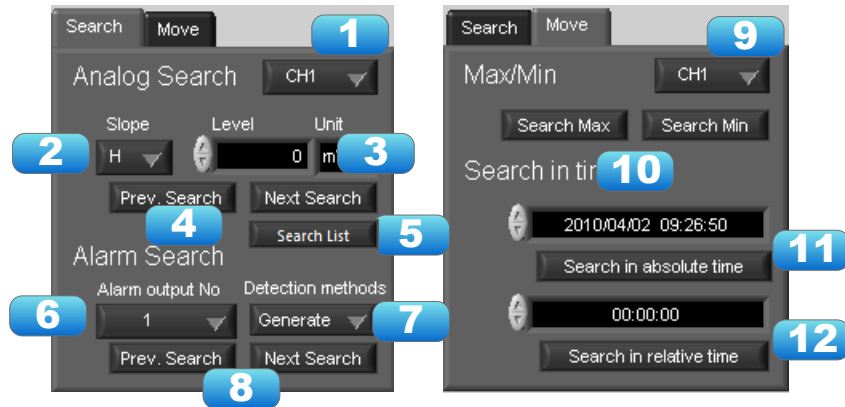 Search Move
1
Analog Search CH1
Slope Level Unit
2 H 0 3
Prev. Search Next Search
4
Search List 5
Alarm Search
Alarm output No Detection methods
6 1 Generate 7
Prev. Search Next Search
8
Search Move
9
Max/Min CH1
Search Max Search Min
Search in 10
2010/04/02 09:26:50
11
Search in absolute time
00:00:00
12
Search in relative time